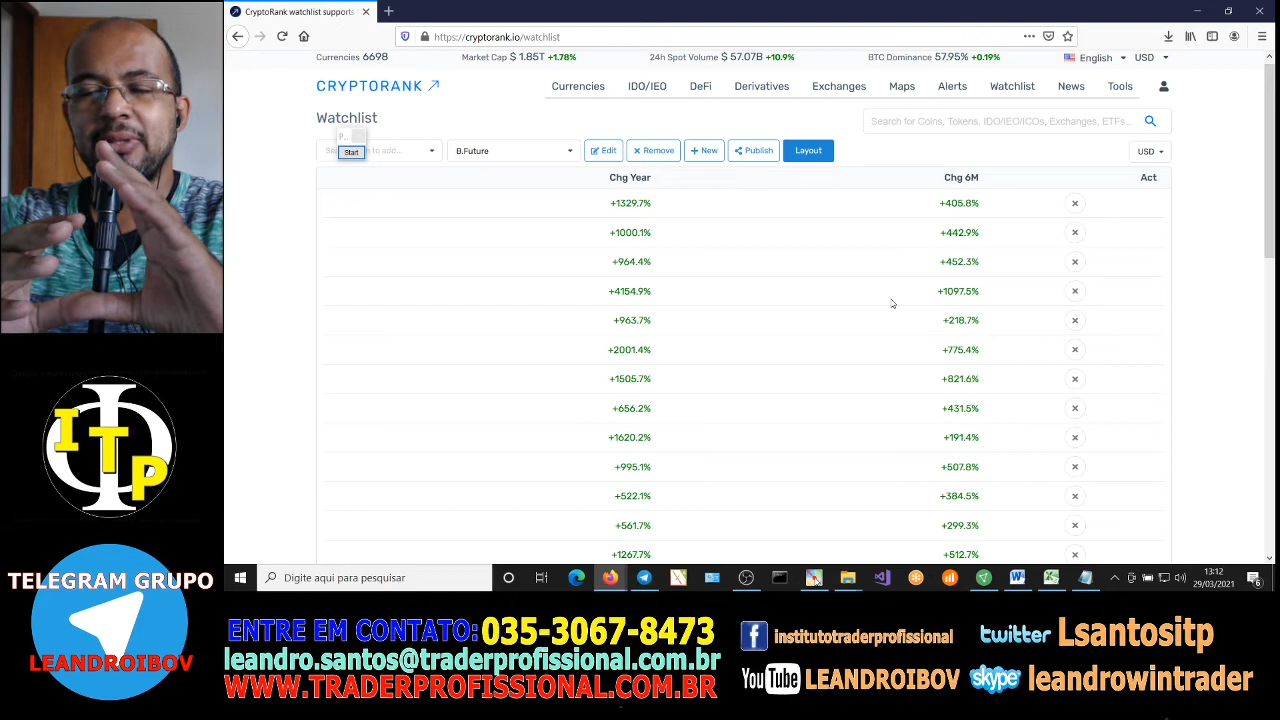 CryptoRank watchlist supports
https://cryptorank.io/watchlist
Currencies 6698
Market Cap $ 1.85T +1.78%
24h Spot Volume $ 57.07B +10.9%
BTC Dominance 57.95% +0.19%
English
USD
CRYPTORANK
Currencies
IDO/IEO
DeFi
Derivatives
Exchanges
Maps
Alerts
Watchlist
News
Tools
Watchlist
Search for Coins, Tokens, IDO/IEO/ICOs, Exchanges, ETFs...
P...
Start
B.Future
Edit
Remove
New
Publish
Layout
USD
Chg Year Chg 6M Act
+1329.7% +405.8%
+1000.1% +442.9%
+964.4% +452.3%
+4154.9% +1097.5%
+963.7% +218.7%
+2001.4% +775.4%
+1505.7% +821.6%
+656.2% +431.5%
+1620.2% +191.4%
+995.1% +507.8%
+522.1% +384.5%
+561.7% +299.3%
+1267.7% +512.7%
Digite aqui para pesquisar
13:12
29/03/2021
6
ITP
TELEGRAM GRUPO
LEANDROIBOV
ENTRE EM CONTATO: 035-3067-8473
leandro.santos@traderprofissional.com.br
WWW.TRADERPROFISSIONAL.COM.BR
institutotraderprofissional
twitter Lsantositp
YouTube LEANDROIBOV
skype leandrowintrader